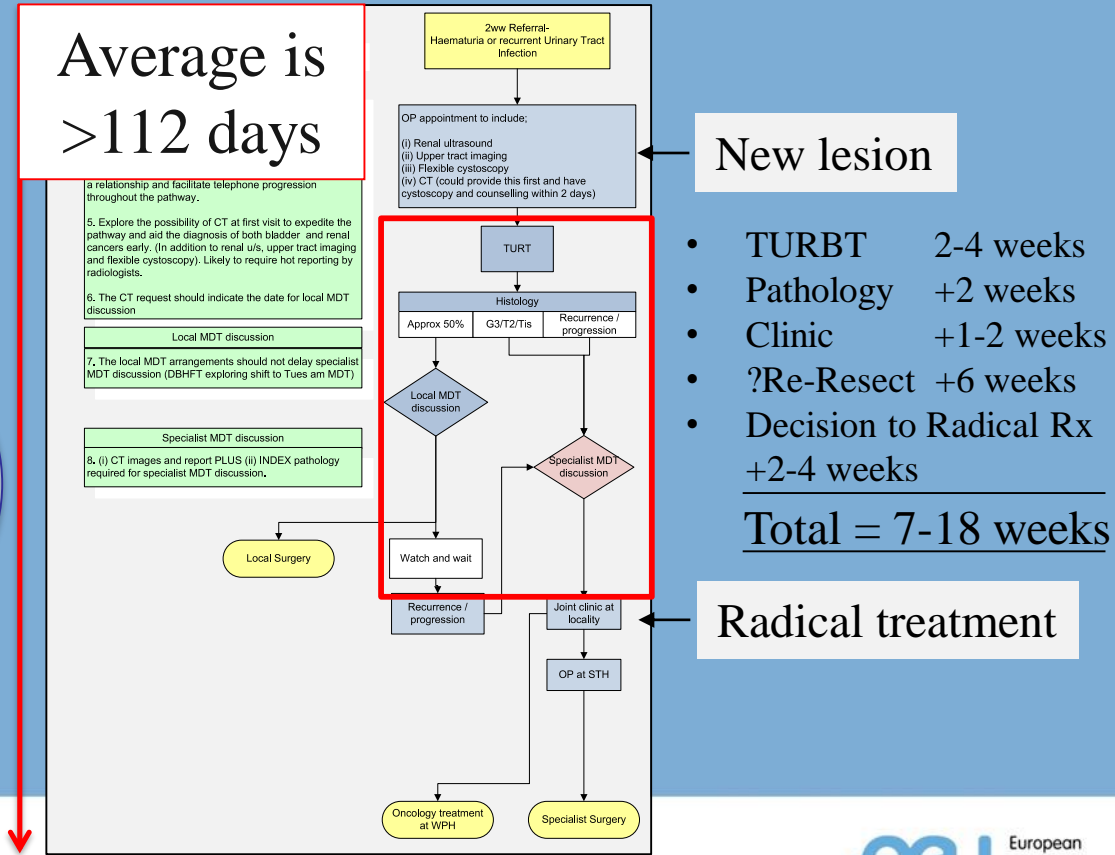 Average is
>112 days
a relationship and facilitate telephone progression
throughout the pathway.
5. Explore the possibility of CT at first visit to expedite the
pathway and aid the diagnosis of both bladder and renal
cancers early. (In addition to renal u/s, upper tract imaging
and flexible cystoscopy). Likely to require hot reporting by
radiologists.
6. The CT request should indicate the date for local MDT
discussion
Local MDT discussion
7. The local MDT arrangements should not delay specialist
MDT discussion (DBHFT exploring shift to Tues am MDT)
Specialist MDT discussion
8. (i) CT images and report PLUS (ii) INDEX pathology
required for specialist MDT discussion.
2ww Referral-
Haematuria or recurrent Urinary Tract
Infection
OP appointment to include;
(i) Renal ultrasound
(ii) Upper tract imaging
(iii) Flexible cystoscopy
(iv) CT (could provide this first and have
cystoscopy and counselling within 2 days)
TURT
Histology
Approx 50%
G3/T2/Tis
Recurrence /
progression
Local MDT
discussion
Specialist MDT
discussion
Local Surgery
Watch and wait
Recurrence /
progression
Joint clinic at
locality
OP at STH
Oncology treatment
at WPH
Specialist Surgery
New lesion
• TURBT 2-4 weeks
• Pathology +2 weeks
• Clinic +1-2 weeks
• ?Re-Resect +6 weeks
• Decision to Radical Rx
+2-4 weeks
Total = 7-18 weeks
Radical treatment
European